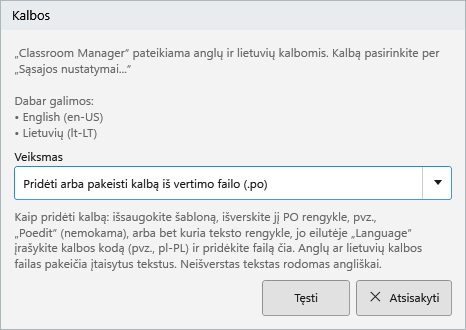 Kalbos
„Classroom Manager“ pateikiama anglų ir lietuvių kalbomis. Kalbą pasirinkite per
„Sąsajos nustatymai...“
Dabar galimos:
• English (en-US)
• Lietuvių (lt-LT)
Veiksmas
Pridėti arba pakeisti kalbą iš vertimo failo (.po)
Kaip pridėti kalbą: išsaugokite šabloną, išverskite jį PO rengykle, pvz.,
„Poedit“ (nemokama), arba bet kuria teksto rengykle, jo eilutėje „Language“
įrašykite kalbos kodą (pvz., pl-PL) ir pridėkite failą čia. Anglų ar lietuvių kalbos
failas pakeičia įtaisytus tekstus. Neišverstas tekstas rodomas angliškai.
Tęsti
Atsisakyti